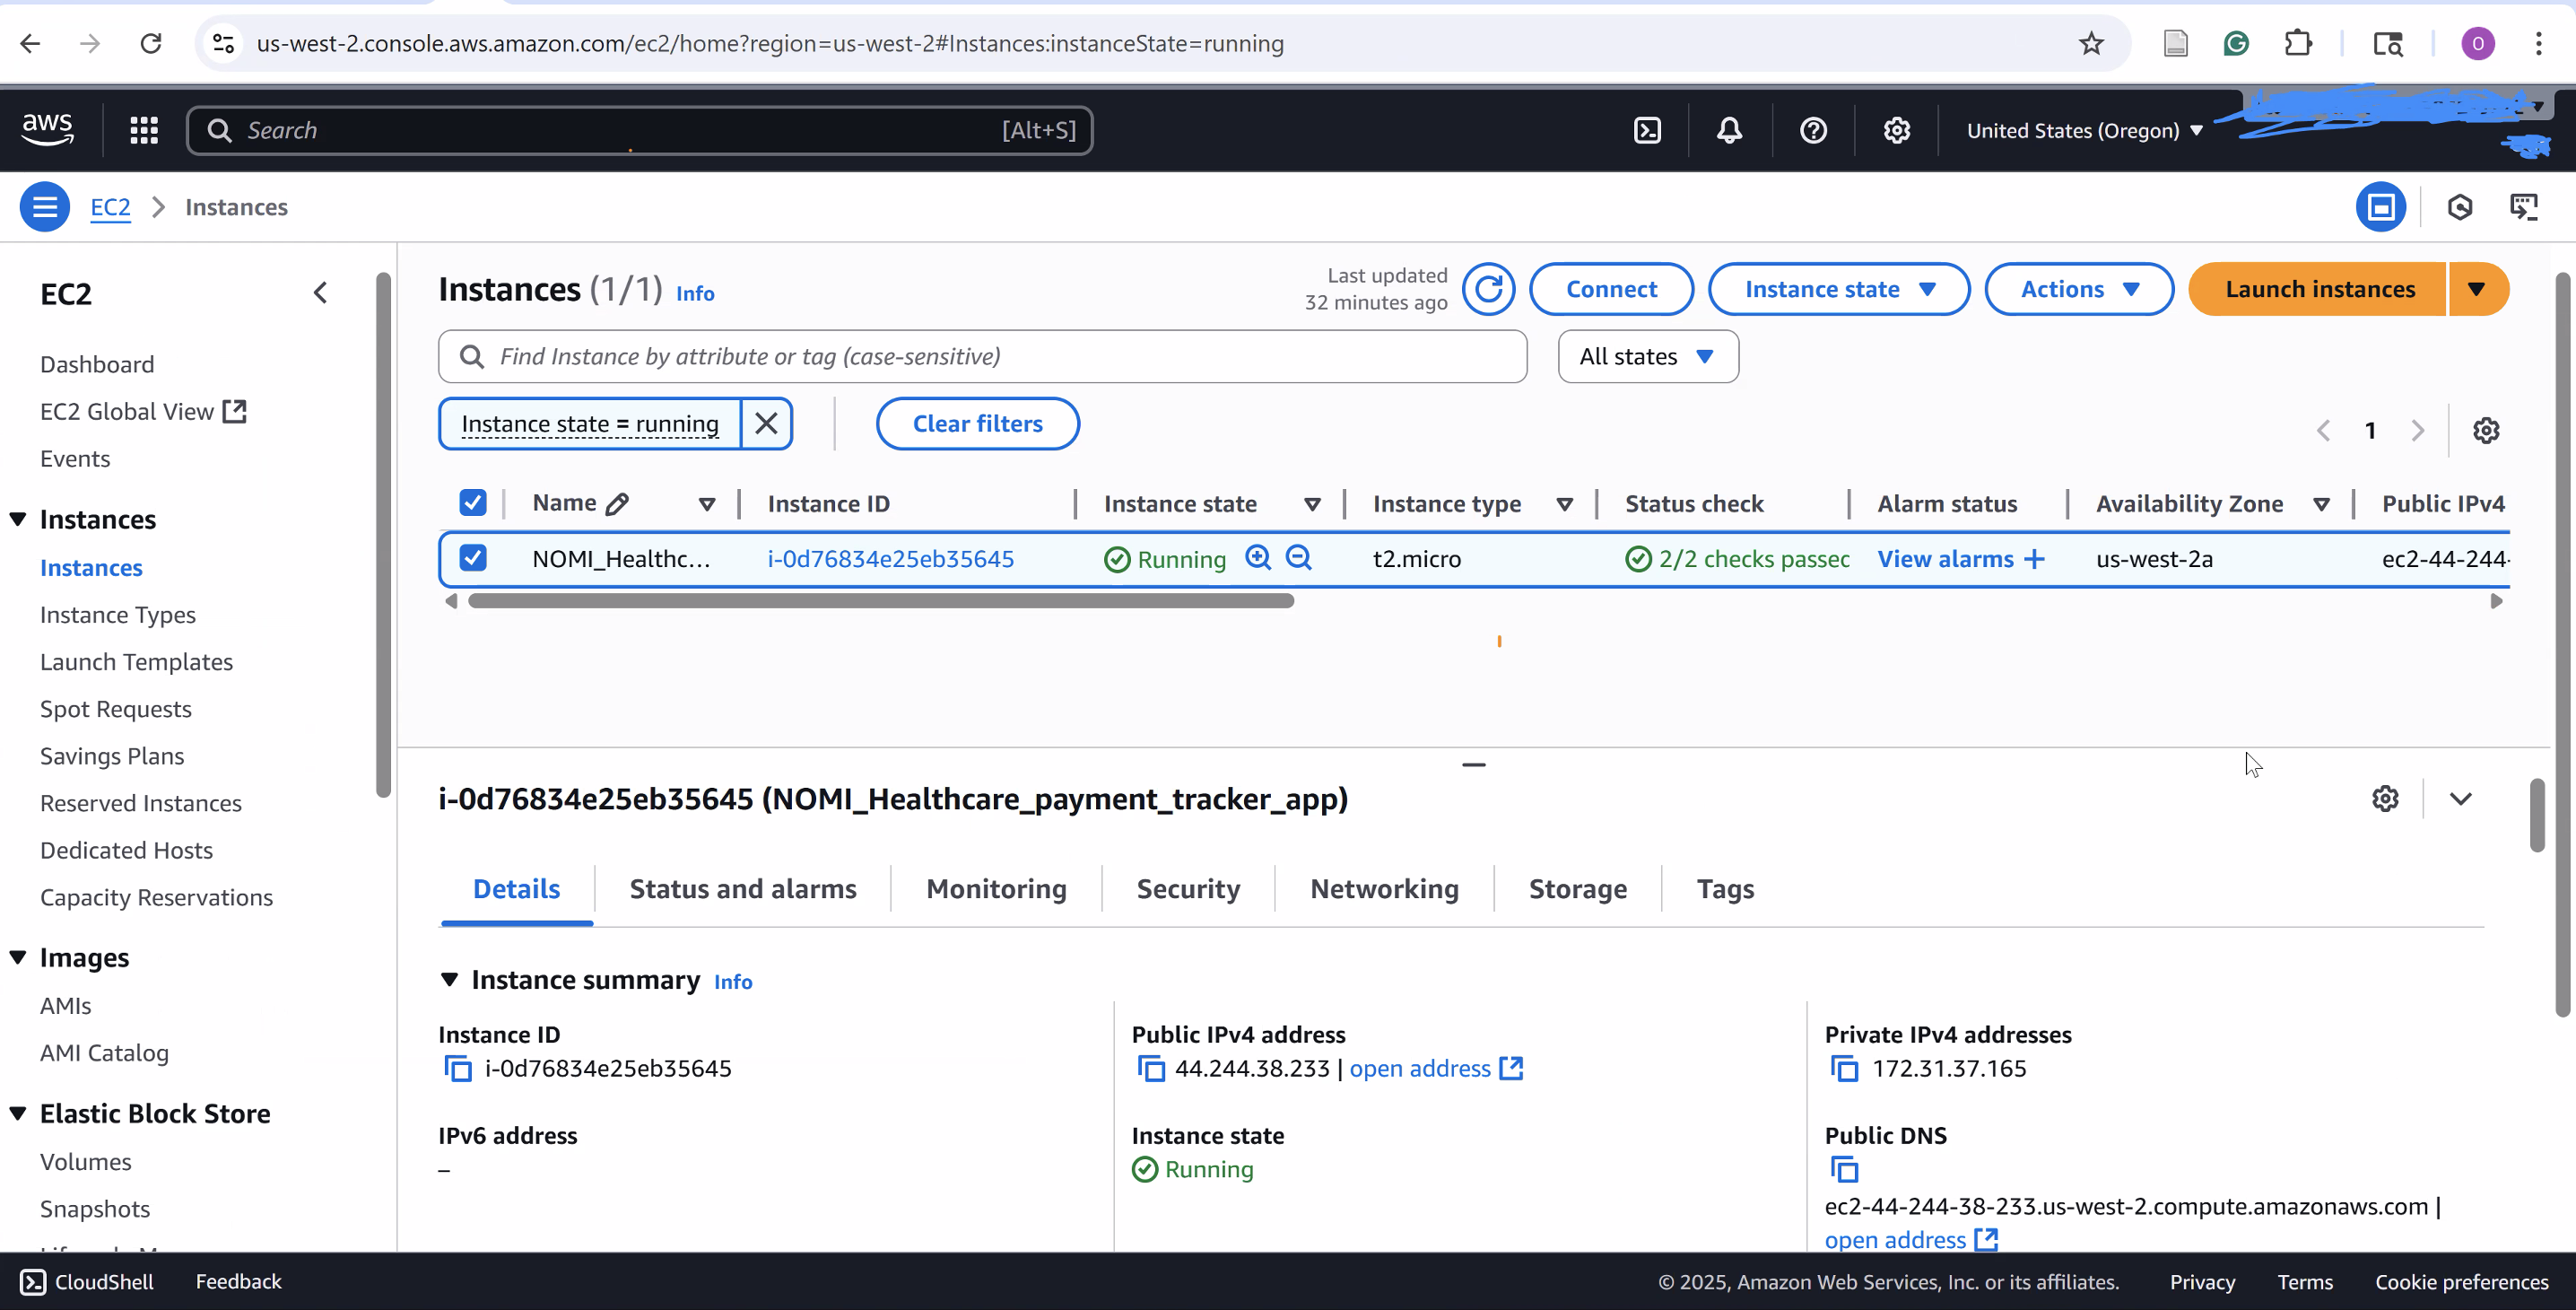 us-west-2.console.aws.amazon.com/ec2/home?region=us-west-2#Instances:instanceState=running
O
aws
Search
[Alt+S]
United States (Oregon)
EC2
Instances
EC2
Dashboard
EC2 Global View
Events
Instances
Instances
Instance Types
Launch Templates
Spot Requests
Savings Plans
Reserved Instances
Dedicated Hosts
Capacity Reservations
Images
AMIs
AMI Catalog
Elastic Block Store
Volumes
Snapshots
Instances (1/1) Info
Last updated
32 minutes ago
Connect
Instance state
Actions
Launch instances
Find Instance by attribute or tag (case-sensitive)
All states
Instance state = running
Clear filters
1
Name
Instance ID
Instance state
Instance type
Status check
Alarm status
Availability Zone
Public IPv4
NOMI_Healthc...
i-0d76834e25eb35645
Running
t2.micro
2/2 checks passec
View alarms +
us-west-2a
ec2-44-244-
i-0d76834e25eb35645 (NOMI_Healthcare_payment_tracker_app)
Details
Status and alarms
Monitoring
Security
Networking
Storage
Tags
Instance summary Info
Instance ID
i-0d76834e25eb35645
Public IPv4 address
44.244.38.233 | open address
Private IPv4 addresses
172.31.37.165
IPv6 address
–
Instance state
Running
Public DNS
ec2-44-244-38-233.us-west-2.compute.amazonaws.com |
open address
CloudShell
Feedback
© 2025, Amazon Web Services, Inc. or its affiliates.
Privacy
Terms
Cookie preferences